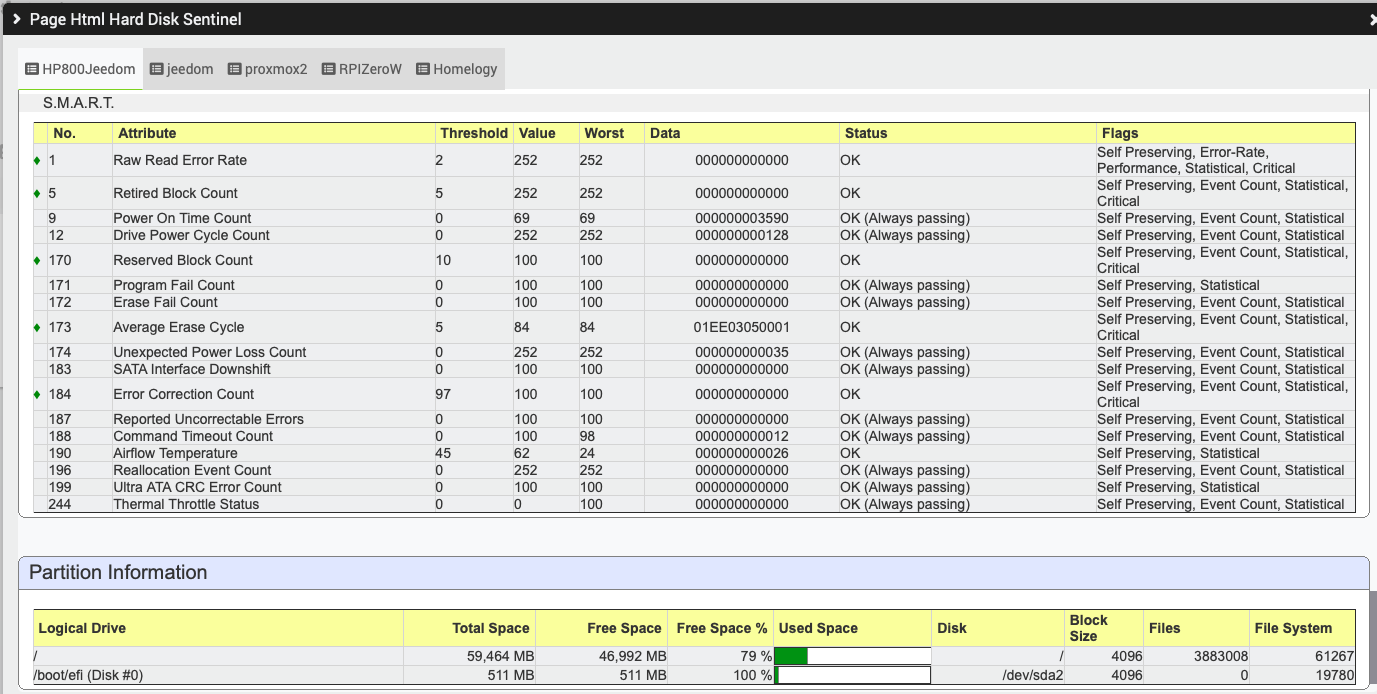 Page Html Hard Disk Sentinel
HP800Jeedom jeedom proxmox2 RPIZeroW Homelogy
S.M.A.R.T.
No. Attribute Threshold Value Worst Data Status Flags
1 Raw Read Error Rate 2 252 252 000000000000 OK Self Preserving, Error-Rate,
Performance, Statistical, Critical
5 Retired Block Count 5 252 252 000000000000 OK Self Preserving, Event Count, Statistical,
Critical
9 Power On Time Count 0 69 69 000000003590 OK (Always passing) Self Preserving, Event Count, Statistical
12 Drive Power Cycle Count 0 252 252 000000000128 OK (Always passing) Self Preserving, Event Count, Statistical
170 Reserved Block Count 10 100 100 000000000000 OK Self Preserving, Event Count, Statistical,
Critical
171 Program Fail Count 0 100 100 000000000000 OK (Always passing) Self Preserving, Statistical
172 Erase Fail Count 0 100 100 000000000000 OK (Always passing) Self Preserving, Event Count, Statistical
173 Average Erase Cycle 5 84 84 01EE03050001 OK Self Preserving, Event Count, Statistical,
Critical
174 Unexpected Power Loss Count 0 252 252 000000000035 OK (Always passing) Self Preserving, Event Count, Statistical
183 SATA Interface Downshift 0 100 100 000000000000 OK (Always passing) Self Preserving, Event Count, Statistical
184 Error Correction Count 97 100 100 000000000000 OK Self Preserving, Event Count, Statistical,
Critical
187 Reported Uncorrectable Errors 0 100 100 000000000000 OK (Always passing) Self Preserving, Event Count, Statistical
188 Command Timeout Count 0 100 98 000000000012 OK (Always passing) Self Preserving, Event Count, Statistical
190 Airflow Temperature 45 62 24 000000000026 OK Self Preserving, Statistical
196 Reallocation Event Count 0 252 252 000000000000 OK (Always passing) Self Preserving, Event Count, Statistical
199 Ultra ATA CRC Error Count 0 100 100 000000000000 OK (Always passing) Self Preserving, Statistical
244 Thermal Throttle Status 0 0 100 000000000000 OK (Always passing) Self Preserving, Event Count, Statistical
Partition Information
Logical Drive Total Space Free Space Free Space % Used Space Disk Block Size Files File System
/ 59,464 MB 46,992 MB 79 % / 4096 3883008 61267
/boot/efi (Disk #0) 511 MB 511 MB 100 % /dev/sda2 4096 0 19780